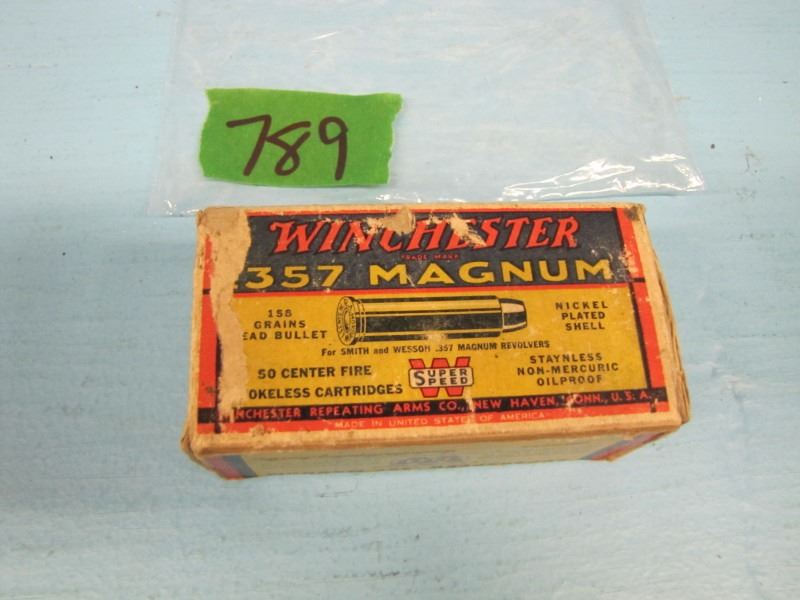 789
WINCHESTER
TRADE MARK
357 MAGNUM
158
GRAINS
EAD BULLET
NICKEL
PLATED
SHELL
For SMITH and WESSON .357 MAGNUM REVOLVERS
50 CENTER FIRE
OKELESS CARTRIDGES
W
SUPER
SPEED
STAYNLESS
NON-MERCURIC
OILPROOF
NCHESTER REPEATING ARMS CO., NEW HAVEN, CONN., U.S.A.
MADE IN UNITED STATES OF AMERICA